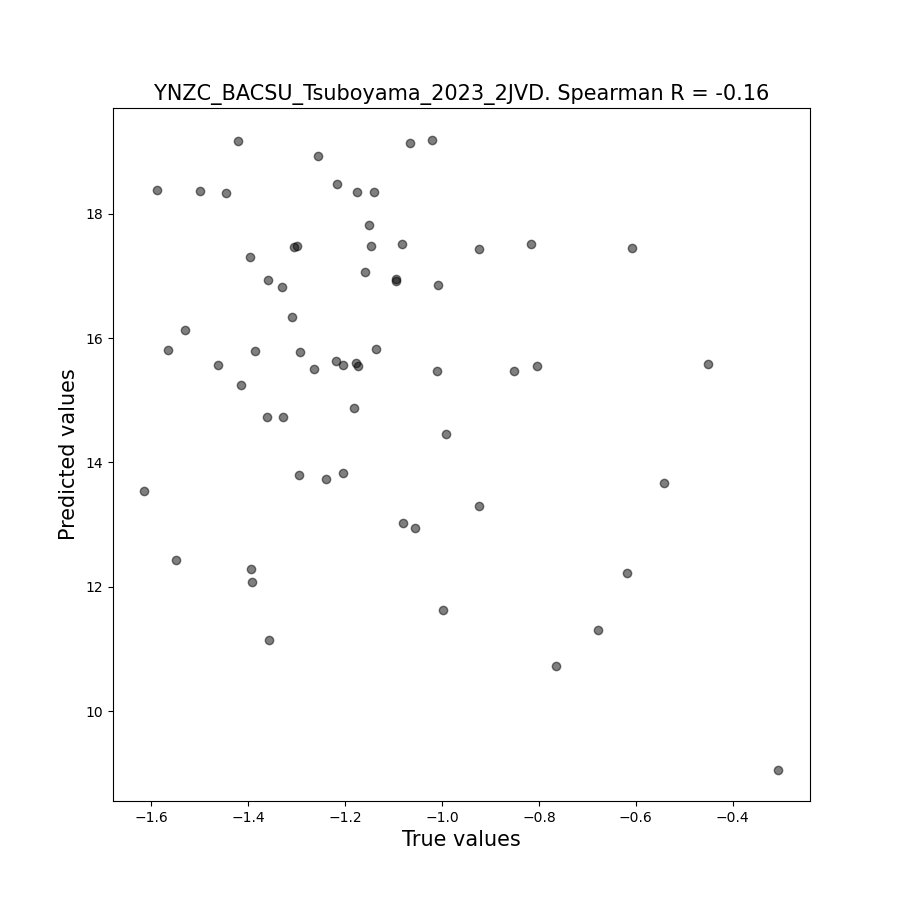 YNZC_BACSU_Tsuboyama_2023_2JVD. Spearman R = -0.16
Predicted values
18
16
14
12
10
−1.6 −1.4 −1.2 −1.0 −0.8 −0.6 −0.4
True values